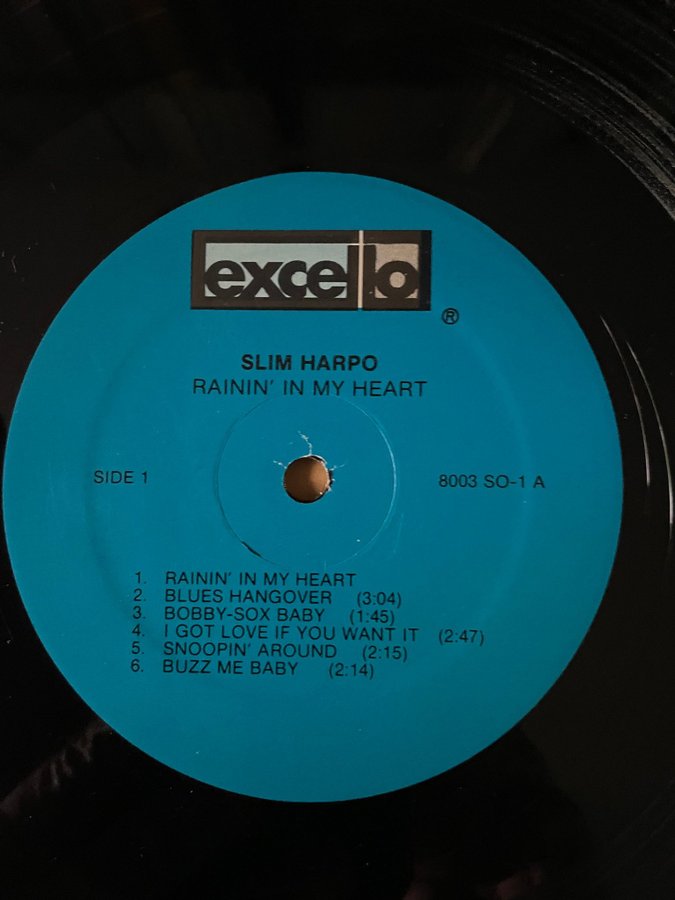 excello
®
SLIM HARPO
RAININ' IN MY HEART
SIDE 1
8003 SO-1 A
1. RAININ' IN MY HEART
2. BLUES HANGOVER (3:04)
3. BOBBY-SOX BABY (1:45)
4. I GOT LOVE IF YOU WANT IT (2:47)
5. SNOOPIN' AROUND (2:15)
6. BUZZ ME BABY (2:14)